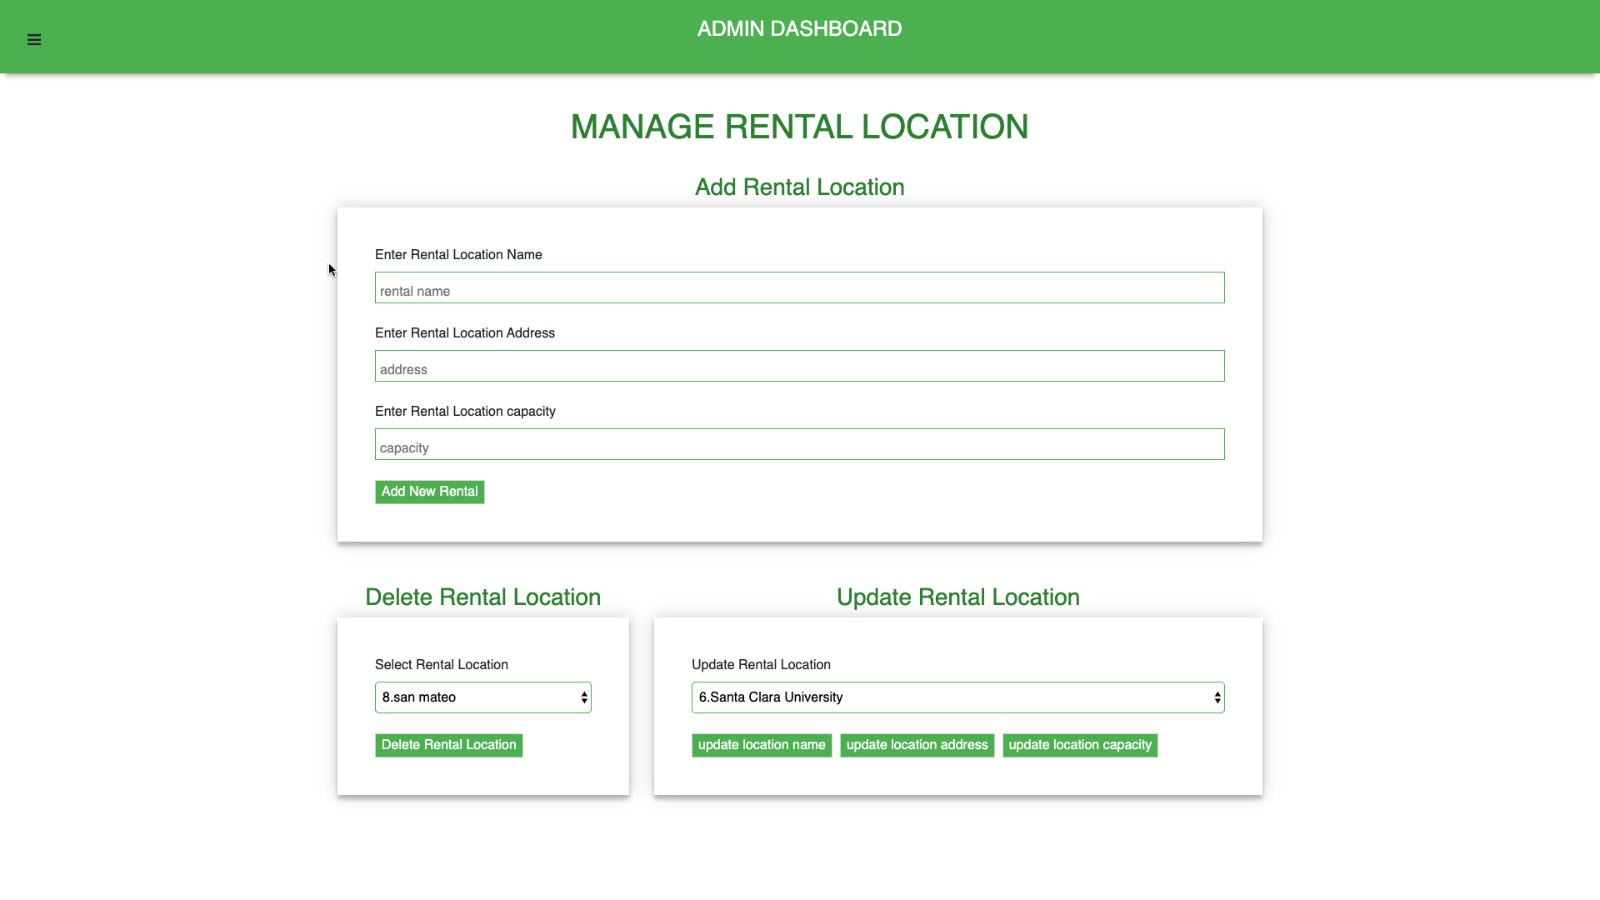 ADMIN DASHBOARD
MANAGE RENTAL LOCATION
Add Rental Location
Enter Rental Location Name
rental name
Enter Rental Location Address
address
Enter Rental Location capacity
capacity
Add New Rental
Delete Rental Location
Select Rental Location
8.san mateo
Delete Rental Location
Update Rental Location
Update Rental Location
6.Santa Clara University
update location name update location address update location capacity